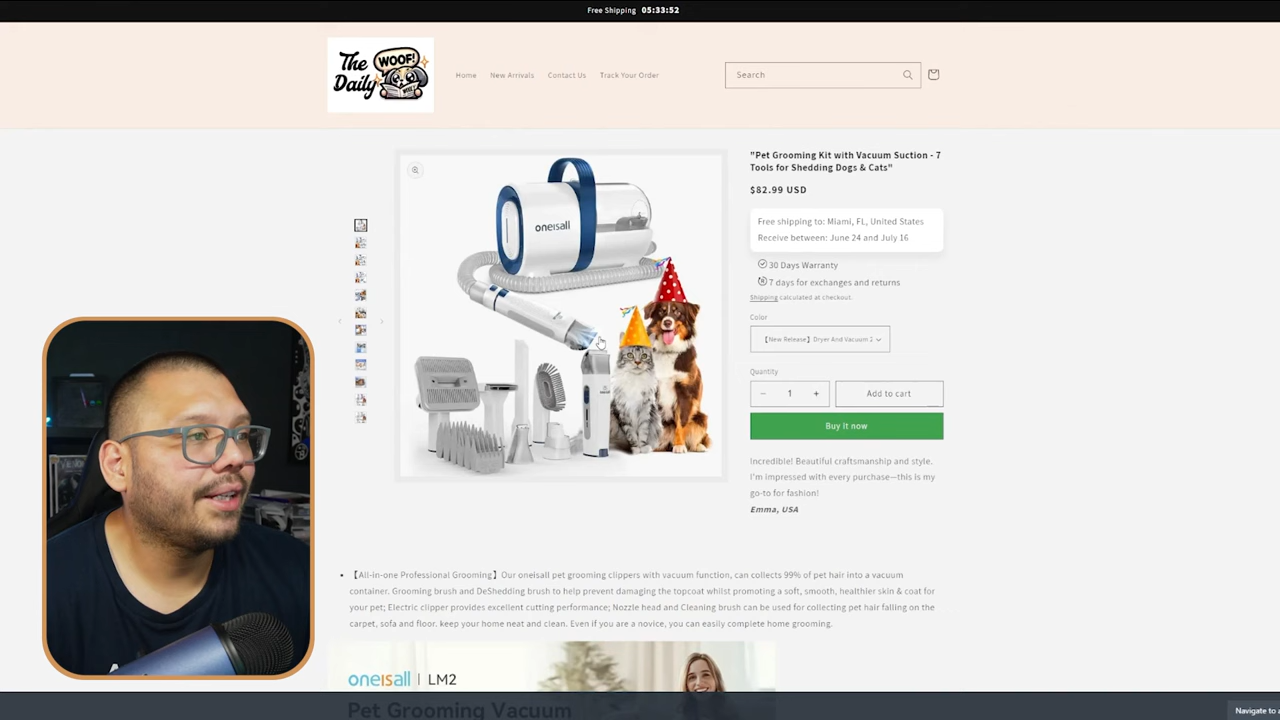 Free Shipping 05:33:52
The Daily WOOF!
Home New Arrivals Contact Us Track Your Order
Search
"Pet Grooming Kit with Vacuum Suction - 7
Tools for Shedding Dogs & Cats"
$82.99 USD
Free shipping to: Miami, FL, United States
Receive between: June 24 and July 16
30 Days Warranty
7 days for exchanges and returns
Shipping calculated at checkout.
Color
【New Release】Dryer And Vacuum 2
Quantity
− 1 +
Add to cart
Buy it now
Incredible! Beautiful craftsmanship and style.
I'm impressed with every purchase—this is my
go-to for fashion!
Emma, USA
oneisall
• 【All-in-one Professional Grooming】Our oneisall pet grooming clippers with vacuum function, can collects 99% of pet hair into a vacuum
container. Grooming brush and DeShedding brush to help prevent damaging the topcoat whilst promoting a soft, smooth, healthier skin & coat for
your pet; Electric clipper provides excellent cutting performance; Nozzle head and Cleaning brush can be used for collecting pet hair falling on the
carpet, sofa and floor. keep your home neat and clean. Even if you are a novice, you can easily complete home grooming.
oneisall | LM2
Pet Grooming Vacuum
Navigate to a